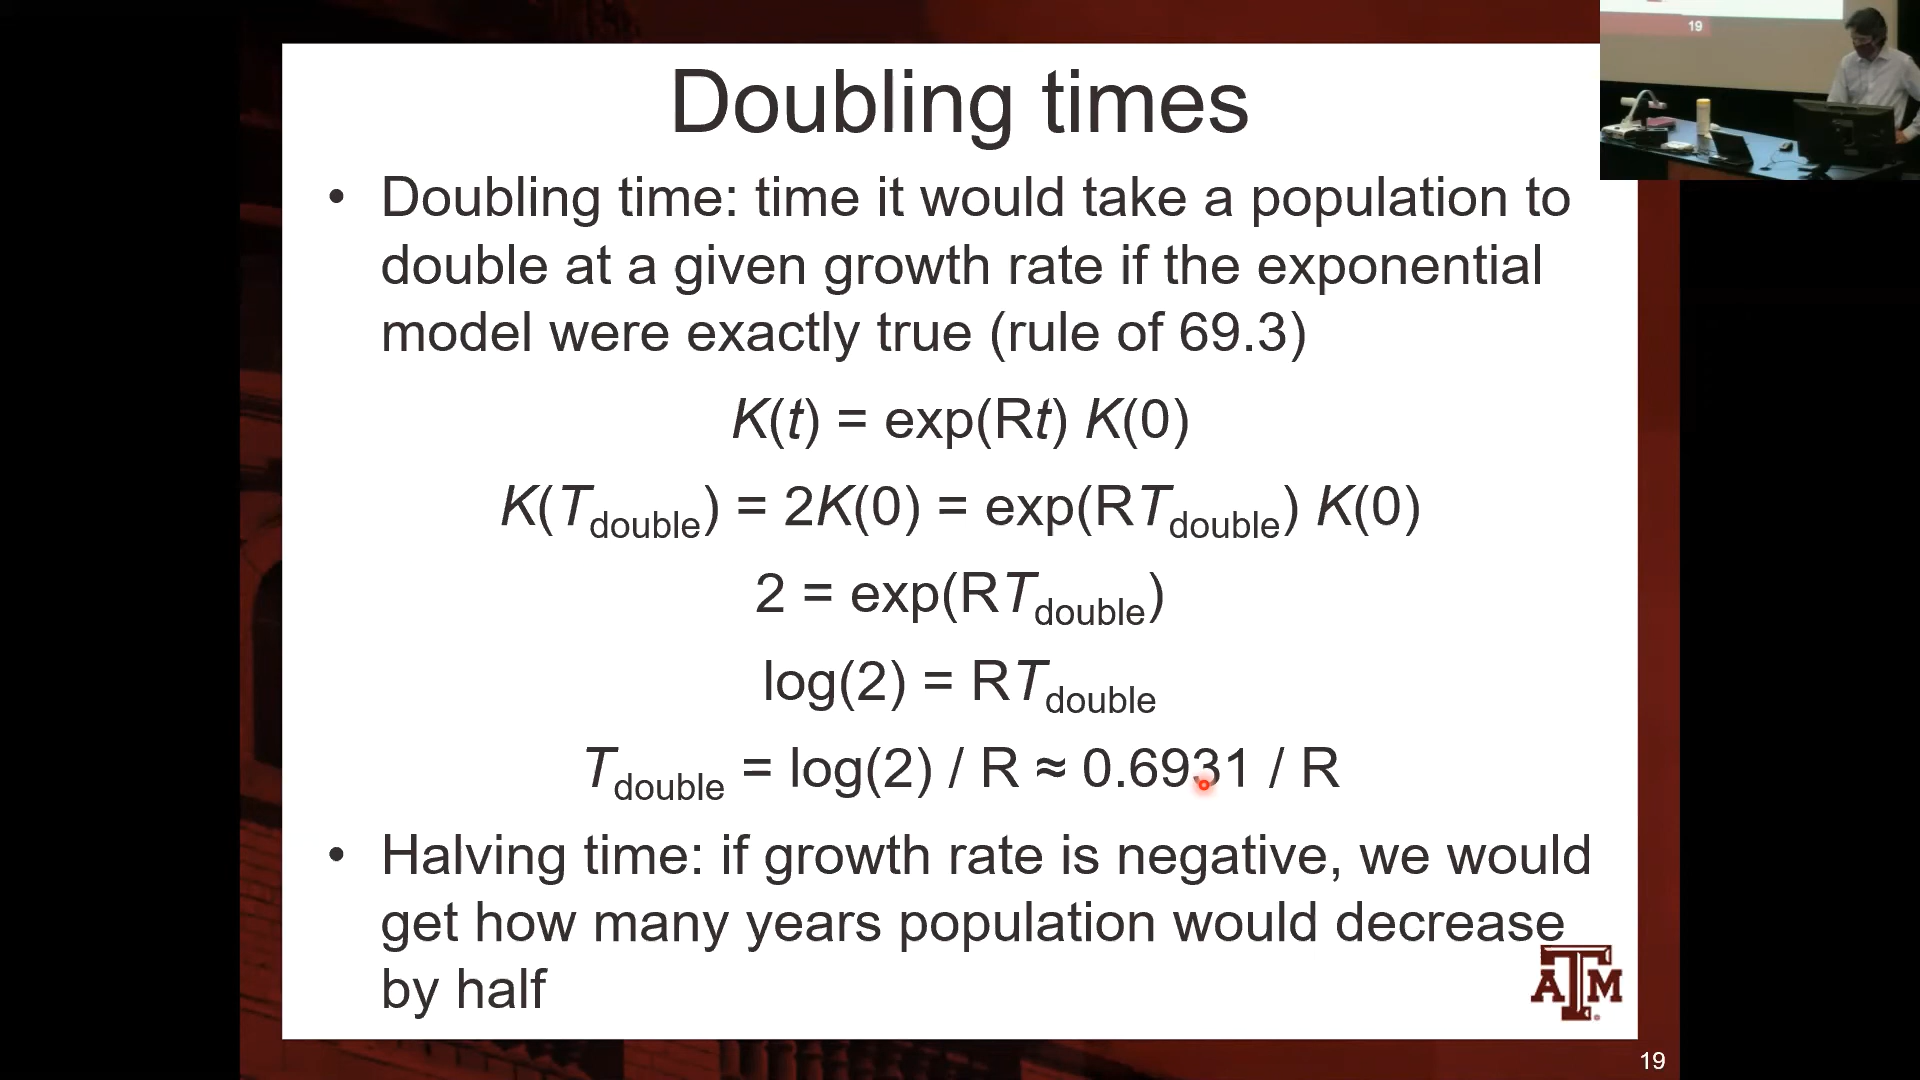 Doubling times
• Doubling time: time it would take a population to
double at a given growth rate if the exponential
model were exactly true (rule of 69.3)
K(t) = exp(Rt) K(0)
K(Tdouble) = 2K(0) = exp(RTdouble) K(0)
2 = exp(RTdouble)
log(2) = RTdouble
Tdouble = log(2) / R ≈ 0.6931 / R
• Halving time: if growth rate is negative, we would
get how many years population would decrease
by half
ATM
19
19